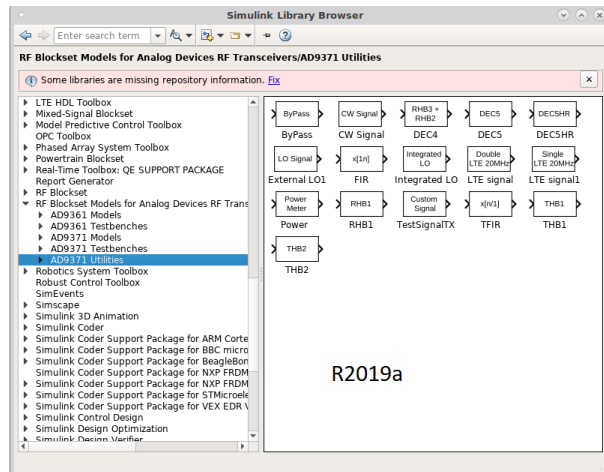 Simulink Library Browser
Enter search term
RF Blockset Models for Analog Devices RF Transceivers/AD9371 Utilities
Some libraries are missing repository information. Fix
LTE HDL Toolbox
Mixed-Signal Blockset
Model Predictive Control Toolbox
OPC Toolbox
Phased Array System Toolbox
Powertrain Blockset
Real-Time Toolbox: QE SUPPORT PACKAGE
Report Generator
RF Blockset
RF Blockset Models for Analog Devices RF Trans
AD9361 Models
AD9361 Testbenches
AD9371 Models
AD9371 Testbenches
AD9371 Utilities
Robotics System Toolbox
Robust Control Toolbox
SimEvents
Simscape
Simulink 3D Animation
Simulink Coder
Simulink Coder Support Package for ARM Corte
Simulink Coder Support Package for BBC micro
Simulink Coder Support Package for BeagleBon
Simulink Coder Support Package for NXP FRDM
Simulink Coder Support Package for NXP FRDM
Simulink Coder Support Package for STMicroele
Simulink Coder Support Package for VEX EDR V
Simulink Control Design
Simulink Design Optimization
Simulink Design Verifier
ByPass CW Signal RHB3 + DEC5 DEC5HR
RHB2
ByPass CW Signal DEC4 DEC5 DEC5HR
LO Signal x[1n] Integrated Double Single
LO LTE 20MHz LTE 20MHz
External LO1 FIR Integrated LO LTE signal LTE signal1
Power RHB1 Custom x[n/1] THB1
Meter Signal
Power RHB1 TestSignalTX TFIR THB1
THB2
THB2
R2019a